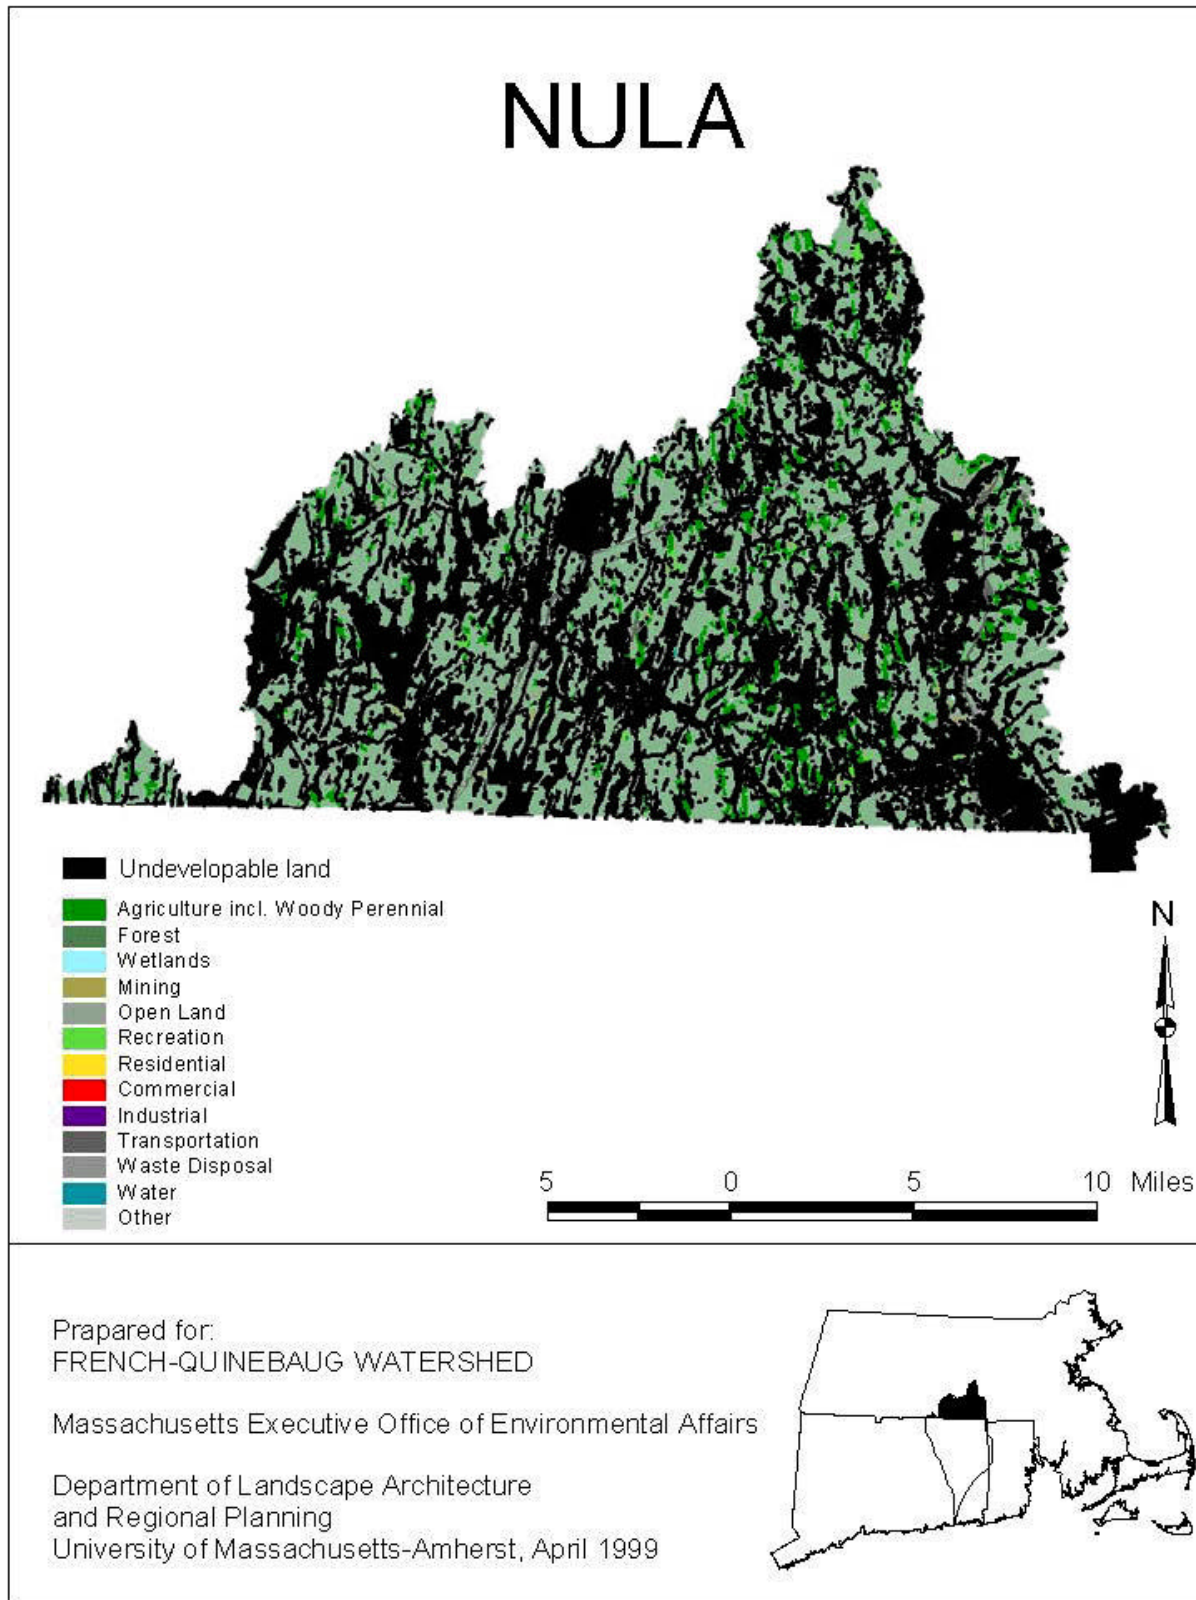 NULA
Undevelopable land
Agriculture incl. Woody Perennial
Forest
Wetlands
Mining
Open Land
Recreation
Residential
Commercial
Industrial
Transportation
Waste Disposal
Water
Other
N
5 0 5 10 Miles
Prapared for:
FRENCH-QUINEBAUG WATERSHED
Massachusetts Executive Office of Environmental Affairs
Department of Landscape Architecture
and Regional Planning
University of Massachusetts-Amherst, April 1999